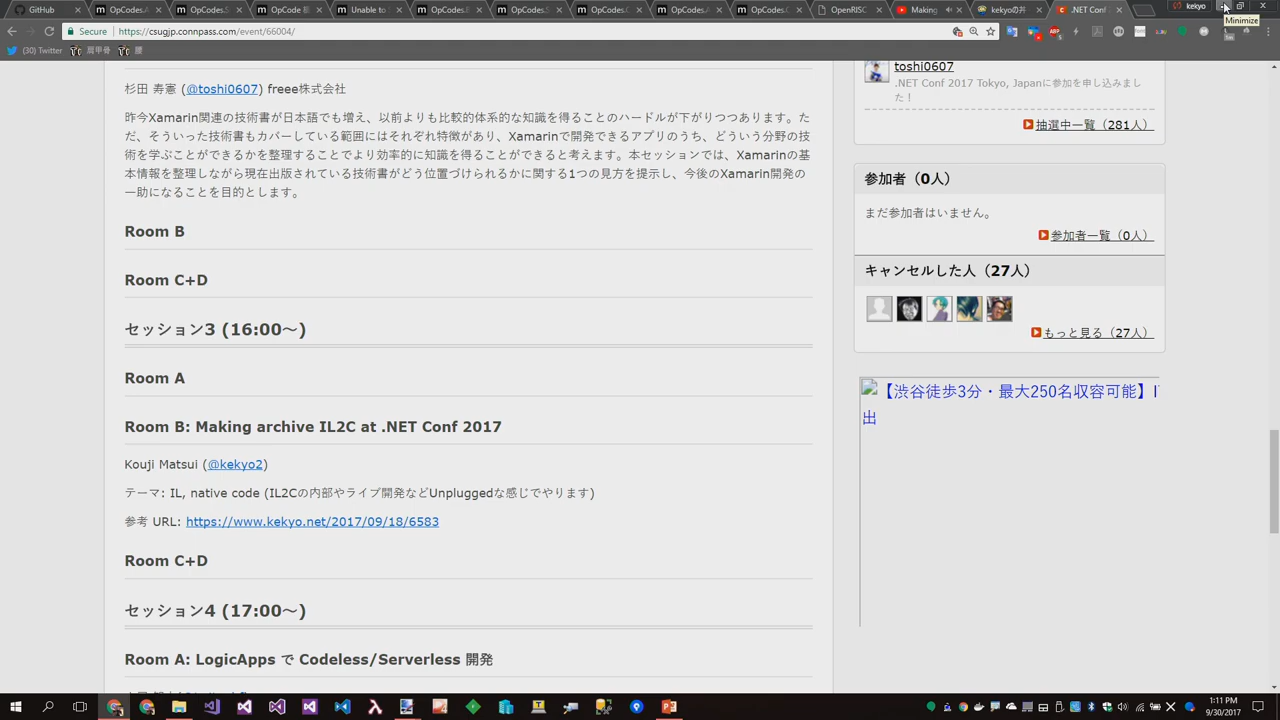 GitHub
OpCodes.A
OpCodes.S
OpCode 構
Unable to
OpCodes.B
OpCodes.S
OpCodes.C
OpCodes.A
OpCodes.L
OpenRISC
Making
kekyoの丼
.NET Conf
kekyo
Minimize
Secure
https://csugjp.connpass.com/event/66004/
(30) Twitter
肩甲骨
腰
杉田 寿憲 (@toshi0607) freee株式会社
昨今Xamarin関連の技術書が日本語でも増え、以前よりも比較的体系的な知識を得ることのハードルが下がりつつあります。た
だ、そういった技術書もカバーしている範囲にはそれぞれ特徴があり、Xamarinで開発できるアプリのうち、どういう分野の技
術を学ぶことができるかを整理することでより効率的に知識を得ることができると考えます。本セッションでは、Xamarinの基
本情報を整理しながら現在出版されている技術書がどう位置づけられるかに関する1つの見方を提示し、今後のXamarin開発の
一助になることを目的とします。
Room B
Room C+D
セッション3 (16:00～)
Room A
Room B: Making archive IL2C at .NET Conf 2017
Kouji Matsui (@kekyo2)
テーマ: IL, native code (IL2Cの内部やライブ開発などUnpluggedな感じでやります)
参考 URL: https://www.kekyo.net/2017/09/18/6583
Room C+D
セッション4 (17:00～)
Room A: LogicApps で Codeless/Serverless 開発
toshi0607
.NET Conf 2017 Tokyo, Japanに参加を申し込みまし
た！
抽選中一覧（281人）
参加者（0人）
まだ参加者はいません。
参加者一覧（0人）
キャンセルした人（27人）
もっと見る（27人）
【渋谷徒歩3分・最大250名収容可能】I
出
1:11 PM
9/30/2017